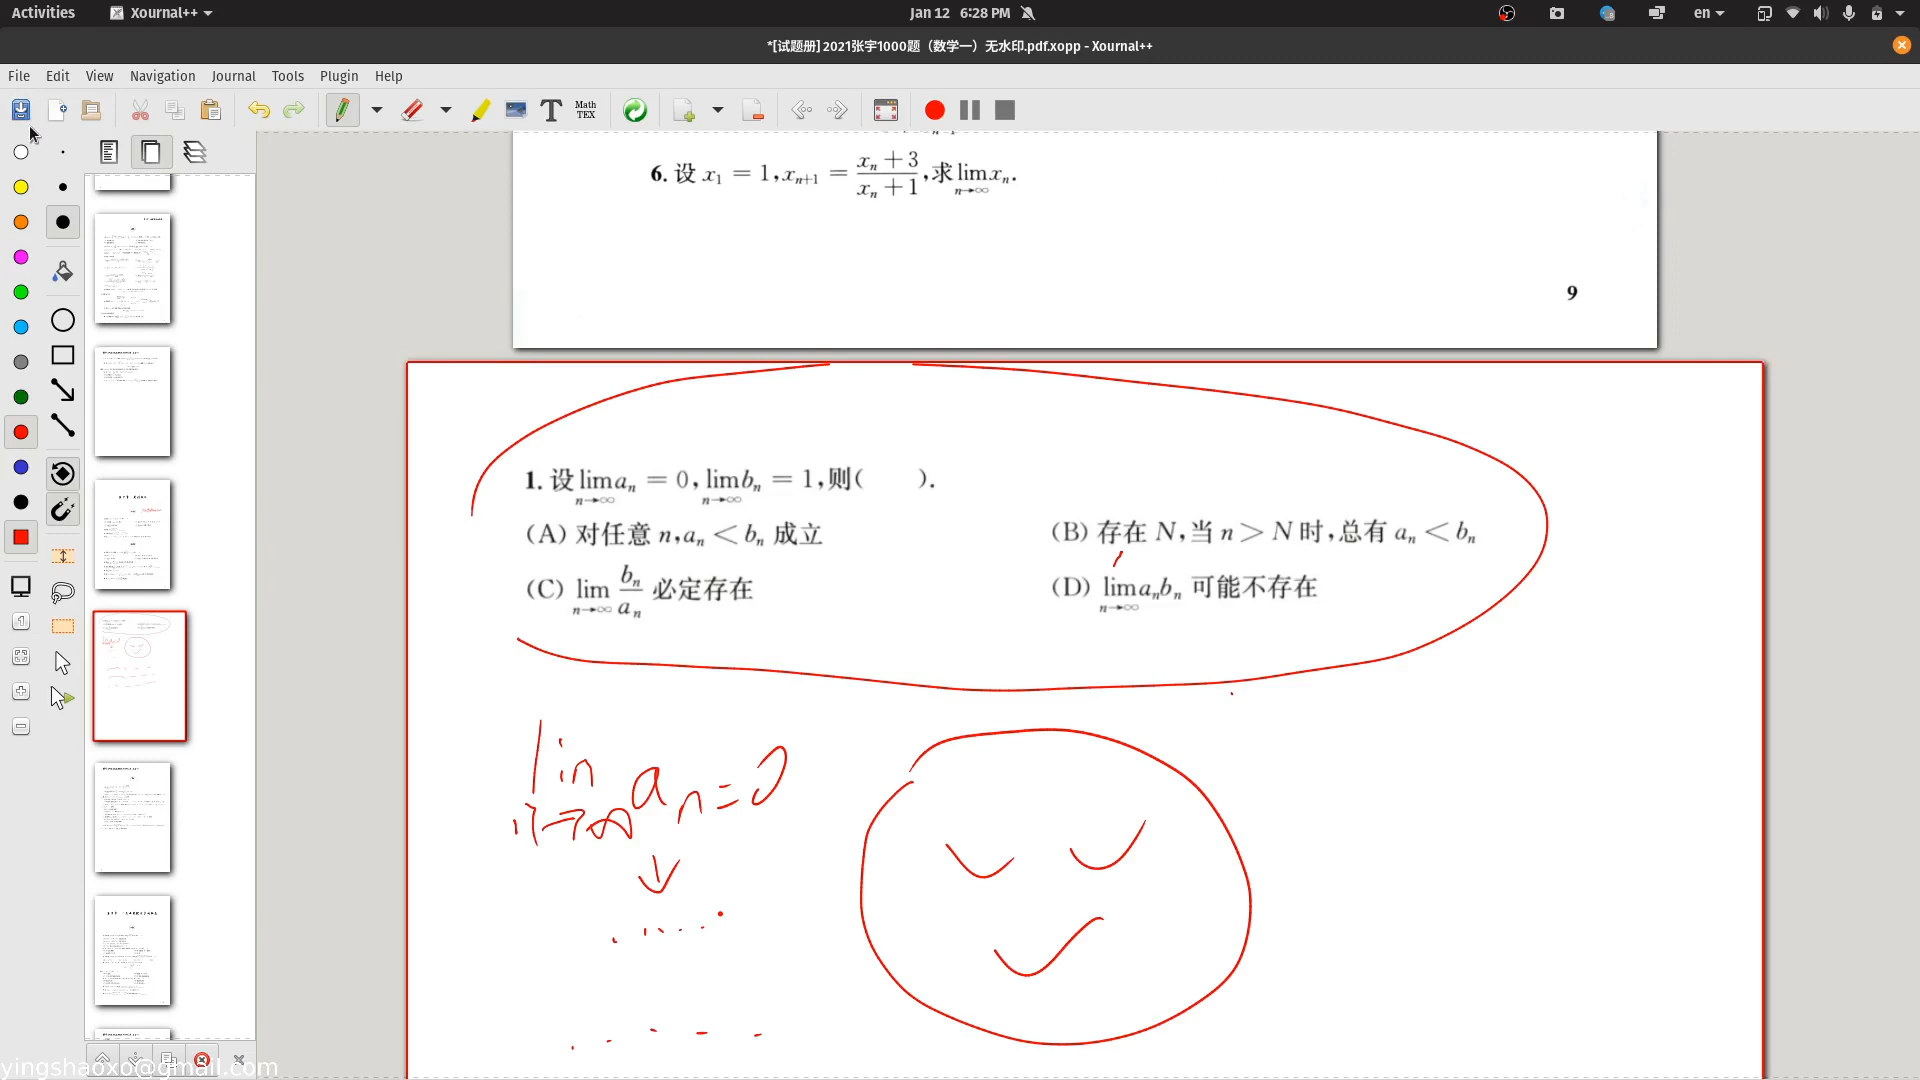 Activities Xournal++ Jan 12 6:28 PM en
*[试题册] 2021张宇1000题（数学一）无水印.pdf.xopp - Xournal++
File Edit View Navigation Journal Tools Plugin Help
T Math TEX
6. 设 x₁ = 1, xₙ₊₁ = (xₙ + 3)/(xₙ + 1), 求 lim n→∞ xₙ.
9
1. 设 lim n→∞ aₙ = 0, lim n→∞ bₙ = 1, 则( ).
(A) 对任意 n, aₙ < bₙ 成立
(B) 存在 N, 当 n > N 时, 总有 aₙ < bₙ
(C) lim n→∞ bₙ/aₙ 必定存在
(D) lim n→∞ aₙbₙ 可能不存在
lim n→∞ aₙ = 0
yingshaoxo@gmail.com